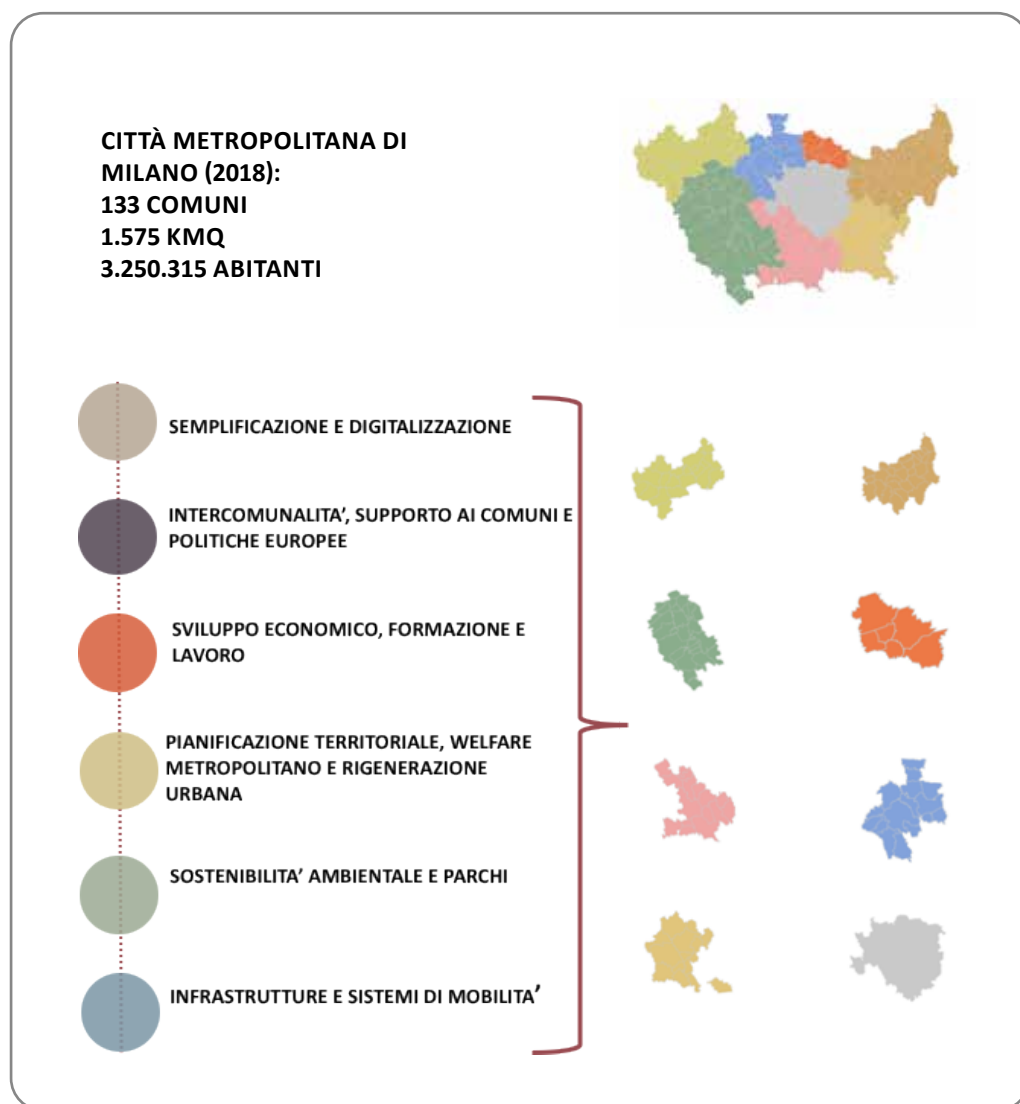 CITTÀ METROPOLITANA DI
MILANO (2018):
133 COMUNI
1.575 KMQ
3.250.315 ABITANTI
SEMPLIFICAZIONE E DIGITALIZZAZIONE
INTERCOMUNALITA’, SUPPORTO AI COMUNI E
POLITICHE EUROPEE
SVILUPPO ECONOMICO, FORMAZIONE E
LAVORO
PIANIFICAZIONE TERRITORIALE, WELFARE
METROPOLITANO E RIGENERAZIONE
URBANA
SOSTENIBILITA’ AMBIENTALE E PARCHI
INFRASTRUTTURE E SISTEMI DI MOBILITA’